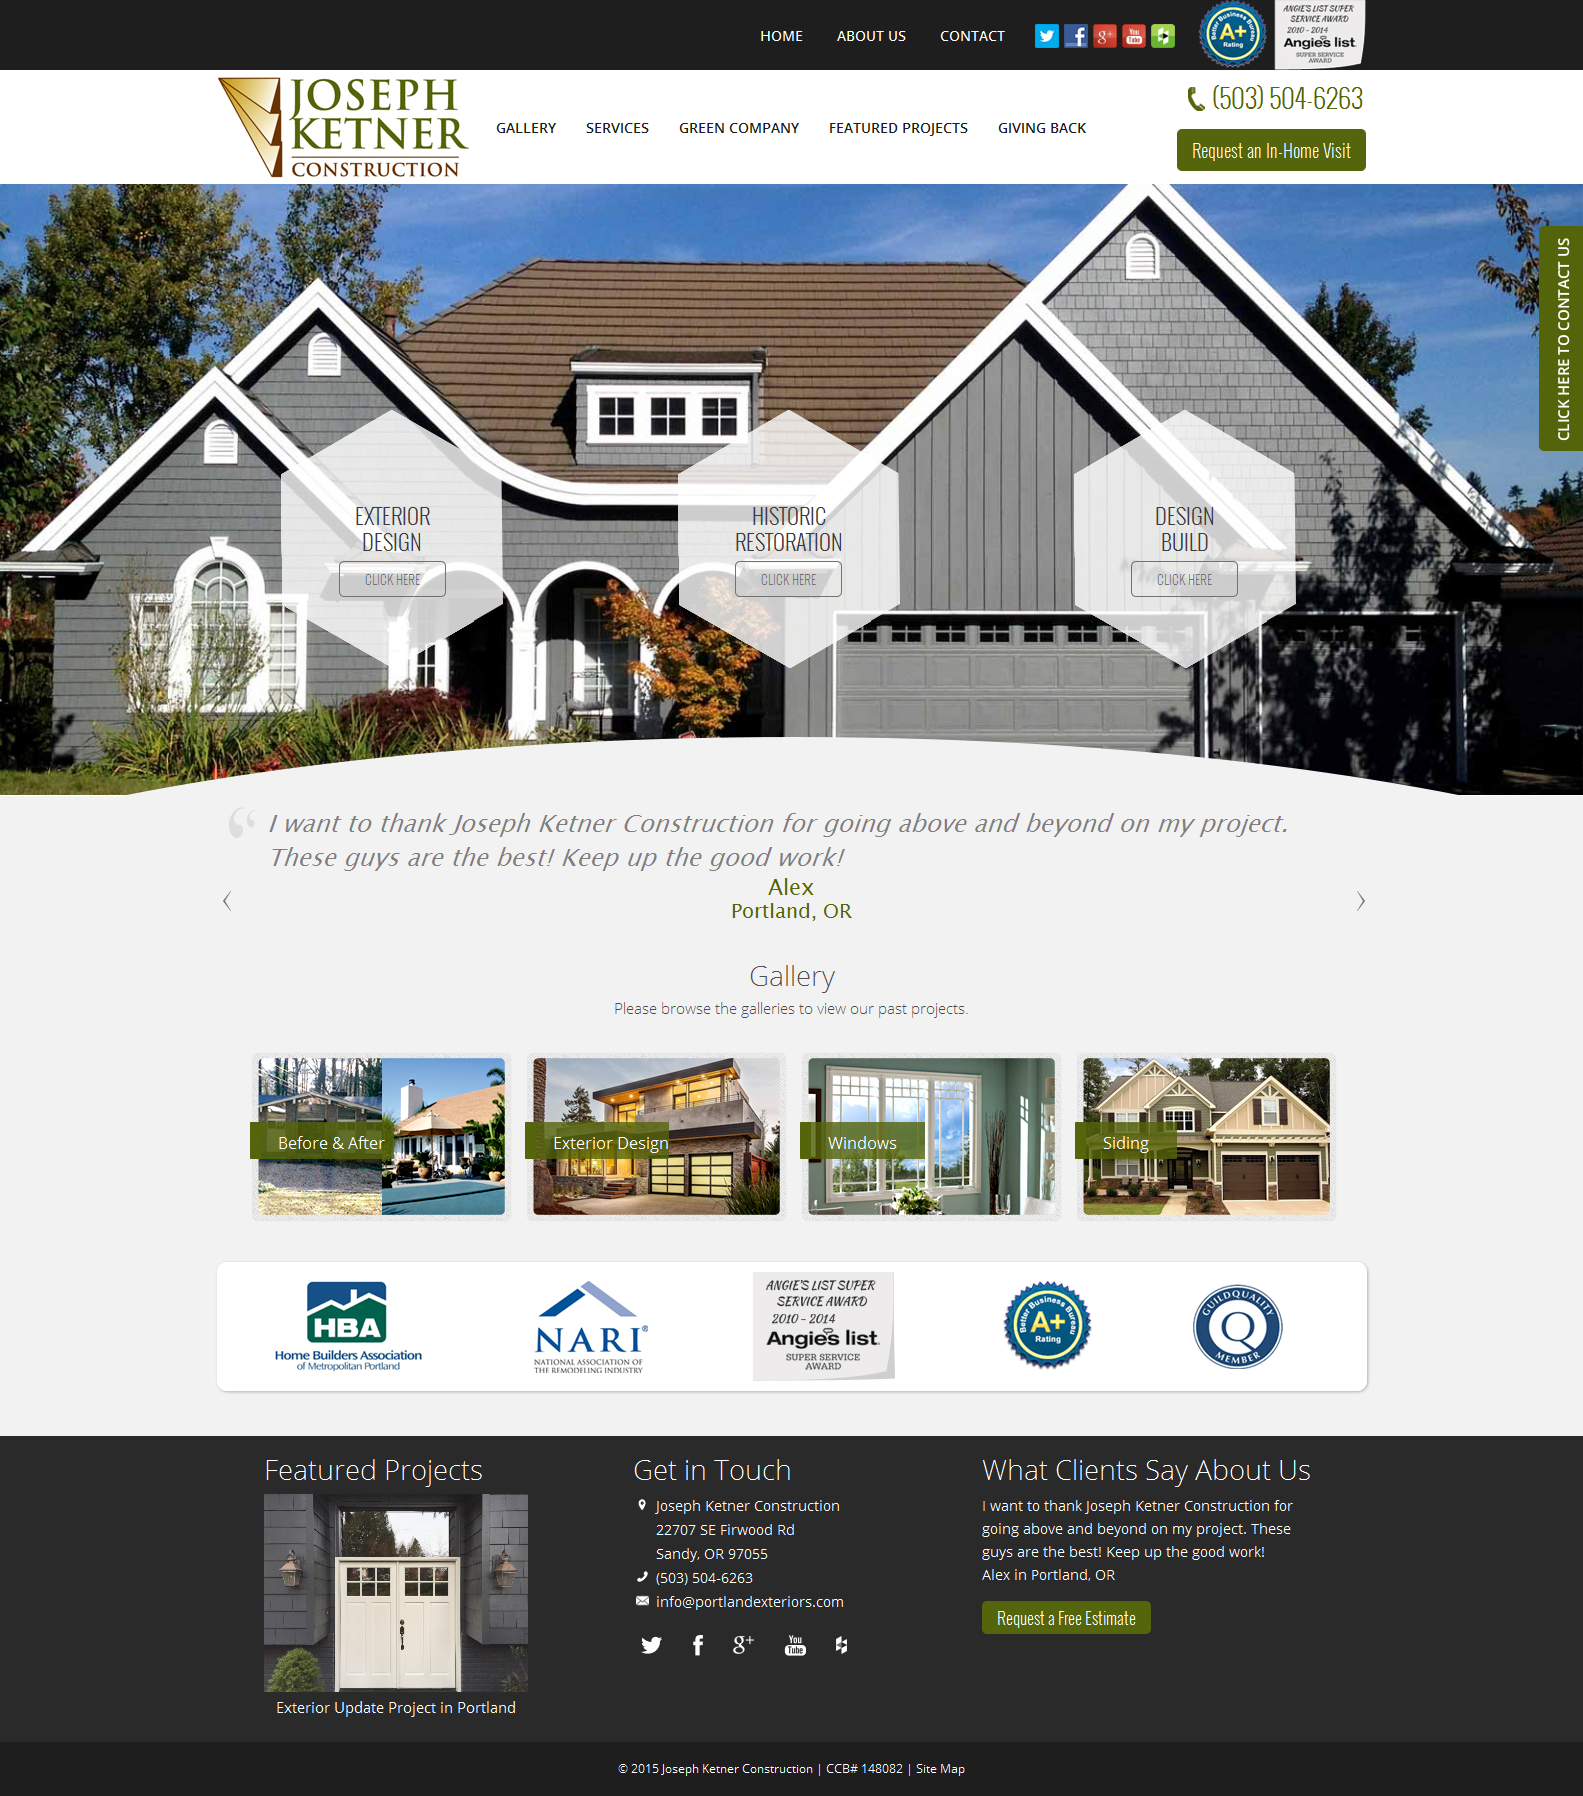 HOME ABOUT US CONTACT
You Tube
Better Business Bureau
A+
Rating
ANGIE'S LIST SUPER
SERVICE AWARD
2010 - 2014
Angie's list.
SUPER SERVICE
AWARD
JOSEPH
KETNER
CONSTRUCTION
GALLERY SERVICES GREEN COMPANY FEATURED PROJECTS GIVING BACK
(503) 504-6263
Request an In-Home Visit
CLICK HERE TO CONTACT US
EXTERIOR
DESIGN
CLICK HERE
HISTORIC
RESTORATION
CLICK HERE
DESIGN
BUILD
CLICK HERE
I want to thank Joseph Ketner Construction for going above and beyond on my project.
These guys are the best! Keep up the good work!
Alex
Portland, OR
Gallery
Please browse the galleries to view our past projects.
Before & After
Exterior Design
Windows
Siding
HBA
Home Builders Association
of Metropolitan Portland
NARI®
NATIONAL ASSOCIATION OF
THE REMODELING INDUSTRY
ANGIE'S LIST SUPER
SERVICE AWARD
2010 - 2014
Angie's list.
SUPER SERVICE
AWARD
Better Business Bureau
A+
Rating
GUILDQUALITY
Q
MEMBER
Featured Projects
Exterior Update Project in Portland
Get in Touch
Joseph Ketner Construction
22707 SE Firwood Rd
Sandy, OR 97055
(503) 504-6263
info@portlandexteriors.com
You Tube
What Clients Say About Us
I want to thank Joseph Ketner Construction for
going above and beyond on my project. These
guys are the best! Keep up the good work!
Alex in Portland, OR
Request a Free Estimate
© 2015 Joseph Ketner Construction | CCB# 148082 | Site Map